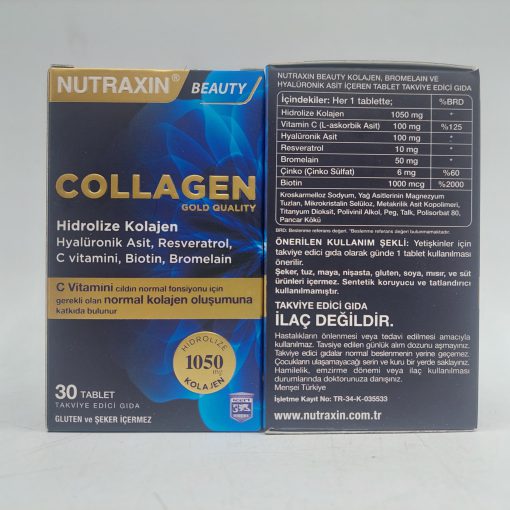 NUTRAXIN® BEAUTY
COLLAGEN
GOLD QUALITY
Hidrolize Kolajen
Hyalürönik Asit, Resveratrol,
C vitamini, Biotin, Bromelain
C Vitamini cildin normal fonsiyonu için
gerekli olan normal kolajen oluşumuna
katkıda bulunur
HIDROLIZE
1050
mg
KOLAJEN
30 TABLET
TAKVİYE EDİCİ GIDA
GLUTEN ve ŞEKER İÇERMEZ
NUTRAXIN BEAUTY KOLAJEN, BROMELAIN VE
HYALÜRONIK ASIT İÇEREN TABLET TAKVİYE EDİCİ GIDA
İçindekiler: Her 1 tablette; %BRD
Hidrolize Kolajen 1050 mg *
Vitamin C (L-askorbik Asit) 100 mg %125
Hyalüronik Asit 100 mg *
Resveratrol 10 mg *
Bromelain 50 mg *
Çinko (Çinko Sülfat) 6 mg %60
Biotin 1000 mcg %2000
Kroskarmelloz Sodyum, Yağ Asitlerinin Magnezyum
Tuzları, Mikrokristalin Selüloz, Metakrilik Asit Kopolimeri,
Titanyum Dioksit, Polivinil Alkol, Peg, Talk, Polisorbat 80,
Pancar Kökü
BRD: Beslenme referans değeri. *Beslenme referans değeri bulunmamaktadır.
ÖNERİLEN KULLANIM ŞEKLİ: Yetişkinler için
takviye edici gıda olarak günde 1 tablet kullanılması
önerilir.
Şeker, tuz, maya, nişasta, gluten, soya, mısır, ve süt
ürünleri içermez. Sentetik koruyucu ve tatlandırıcı
kullanılmamıştır.
TAKVİYE EDİCİ GIDA
İLAÇ DEĞİLDİR.
Hastalıkların önlenmesi veya tedavi edilmesi amacıyla
kullanılmaz. Tavsiye edilen günlük alım dozunu aşmayınız.
Takviye edici gıdalar normal beslenmenin yerine geçemez.
Çocukların ulaşamayacağı serin ve kuru bir yerde saklayınız.
Hamilelik, emzirme dönemi veya ilaç kullanılması
durumlarında doktorunuza danışınız.
Menşei Türkiye
İşletme Kayıt No: TR-34-K-035533
www.nutraxin.com.tr